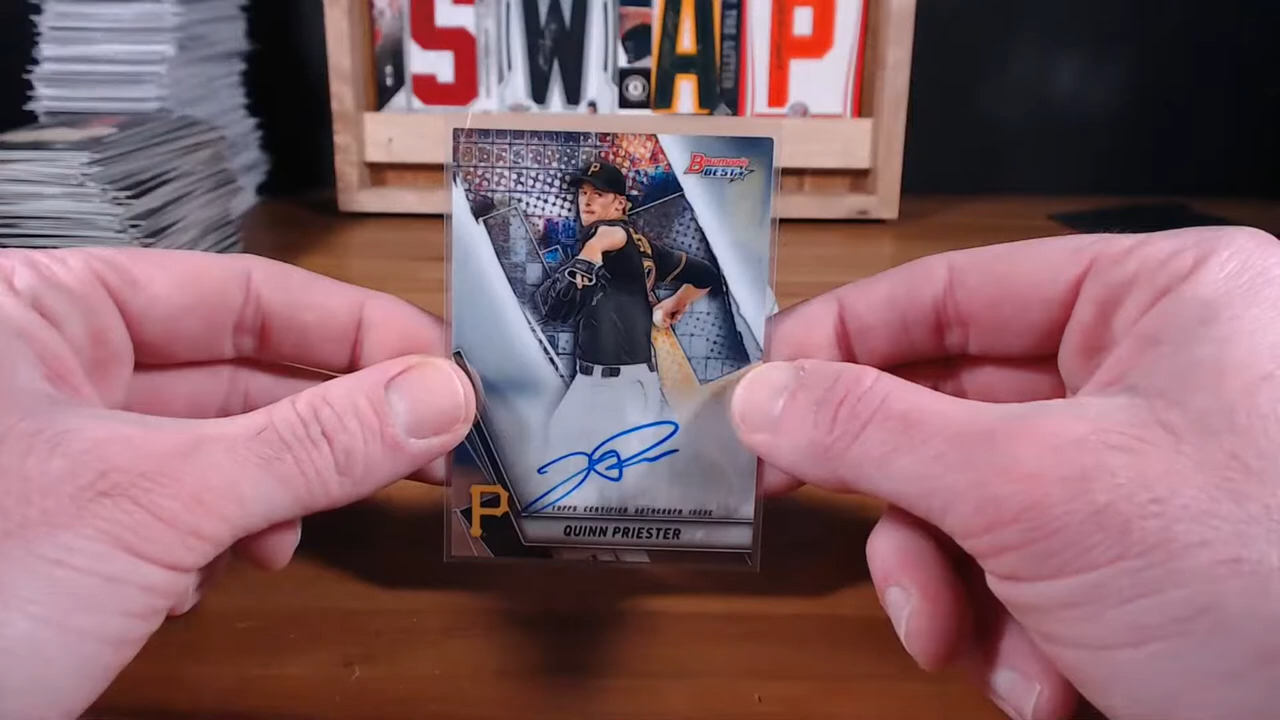 S W A P
P
Bowman's
BEST
TOPPS CERTIFIED AUTOGRAPH ISSUE
P
QUINN PRIESTER